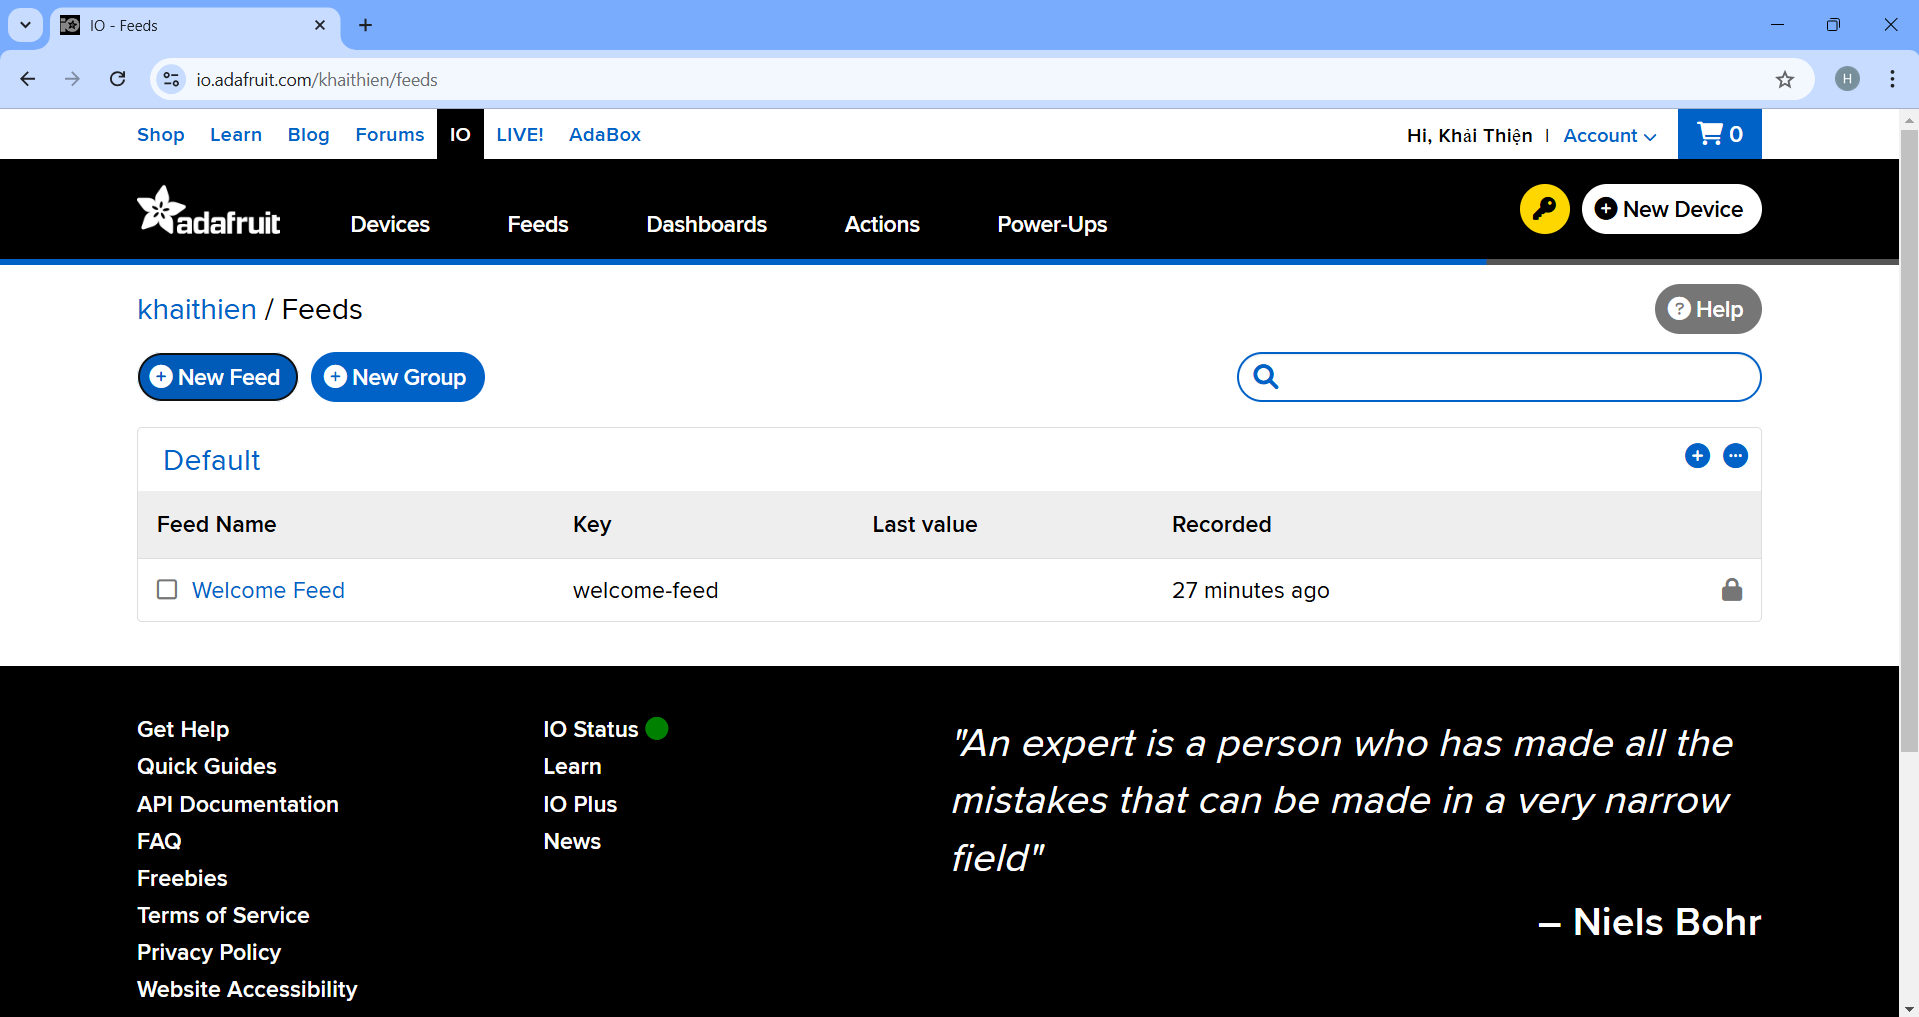 IO - Feeds
io.adafruit.com/khaithien/feeds
H
Shop Learn Blog Forums IO LIVE! AdaBox
Hi, Khải Thiện | Account 0
adafruit Devices Feeds Dashboards Actions Power-Ups New Device
khaithien / Feeds
Help
New Feed New Group
Default
Feed Name Key Last value Recorded
Welcome Feed welcome-feed 27 minutes ago
Get Help
Quick Guides
API Documentation
FAQ
Freebies
Terms of Service
Privacy Policy
Website Accessibility
IO Status
Learn
IO Plus
News
"An expert is a person who has made all the
mistakes that can be made in a very narrow
field"
– Niels Bohr